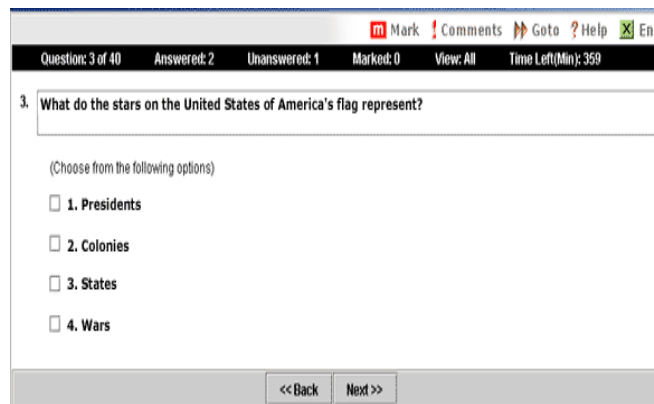 m Mark ! Comments Goto ? Help X En
Question: 3 of 40 Answered: 2 Unanswered: 1 Marked: 0 View: All Time Left(Min): 359
3. What do the stars on the United States of America's flag represent?
(Choose from the following options)
1. Presidents
2. Colonies
3. States
4. Wars
<< Back Next >>